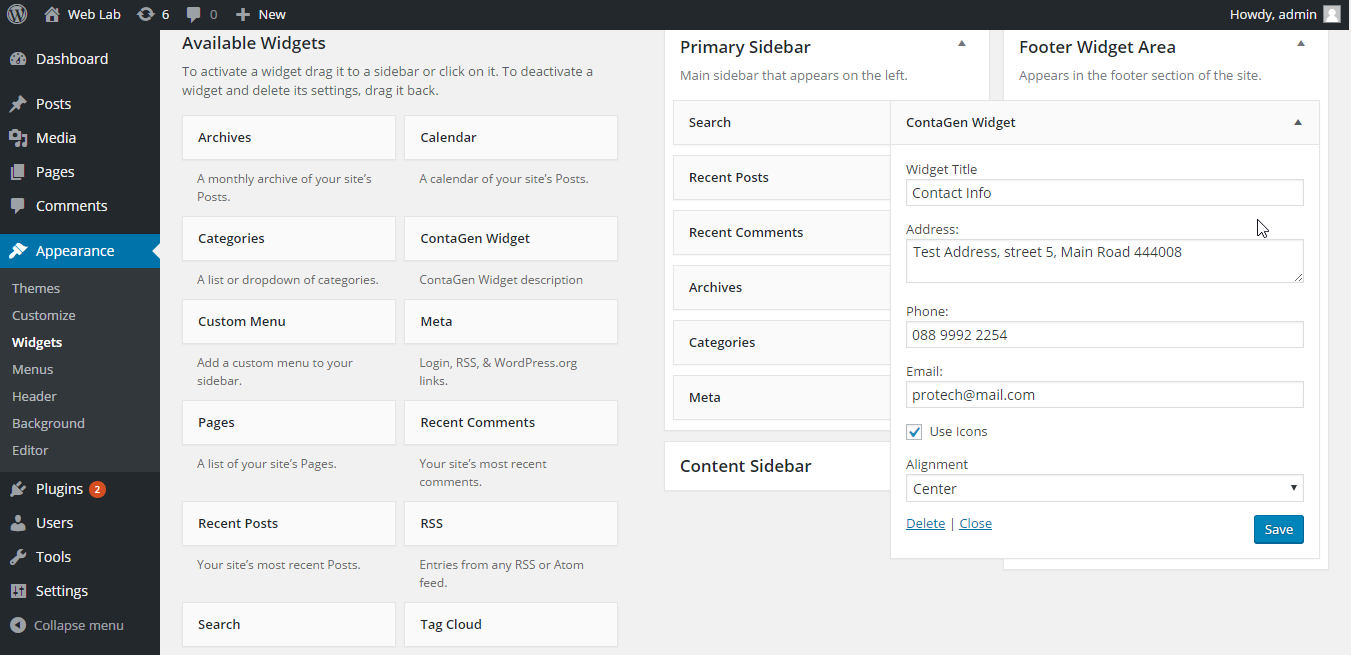 Web Lab 6 0 New Howdy, admin
Dashboard
Posts
Media
Pages
Comments
Appearance
Themes
Customize
Widgets
Menus
Header
Background
Editor
Plugins 2
Users
Tools
Settings
Collapse menu
Available Widgets
To activate a widget drag it to a sidebar or click on it. To deactivate a
widget and delete its settings, drag it back.
Archives
A monthly archive of your site’s
Posts.
Calendar
A calendar of your site’s Posts.
Categories
A list or dropdown of categories.
ContaGen Widget
ContaGen Widget description
Custom Menu
Add a custom menu to your
sidebar.
Meta
Login, RSS, & WordPress.org
links.
Pages
A list of your site’s Pages.
Recent Comments
Your site’s most recent
comments.
Recent Posts
Your site’s most recent Posts.
RSS
Entries from any RSS or Atom
feed.
Search
Tag Cloud
Primary Sidebar
Main sidebar that appears on the left.
Search
Recent Posts
Recent Comments
Archives
Categories
Meta
Content Sidebar
Footer Widget Area
Appears in the footer section of the site.
ContaGen Widget
Widget Title
Contact Info
Address:
Test Address, street 5, Main Road 444008
Phone:
088 9992 2254
Email:
protech@mail.com
Use Icons
Alignment
Center
Delete | Close
Save